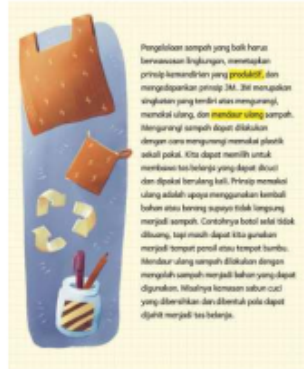 Pengelolaan sampah yang baik harus
berwawasan lingkungan, menetapkan
prinsip kemandirian yang produktif, dan
mengedepankan prinsip 3M. 3M merupakan
singkatan yang terdiri atas mengurangi,
memakai ulang, dan mendaur ulang sampah.
Mengurangi sampah dapat dilakukan
dengan cara mengurangi memakai plastik
sekali pakai. Kita dapat memilih untuk
membawa tas belanja yang dapat dicuci
dan dipakai berulang kali. Prinsip memakai
ulang adalah upaya menggunakan kembali
bahan atau barang supaya tidak langsung
menjadi sampah. Contohnya botol selai tidak
dibuang, tapi masih dapat kita gunakan
menjadi tempat pensil atau tempat bumbu.
Mendaur ulang sampah dilakukan dengan
mengolah sampah menjadi bahan yang dapat
digunakan. Misalnya kemasan sabun cuci
yang dibersihkan dan dibentuk pola dapat
dijahit menjadi tas belanja.